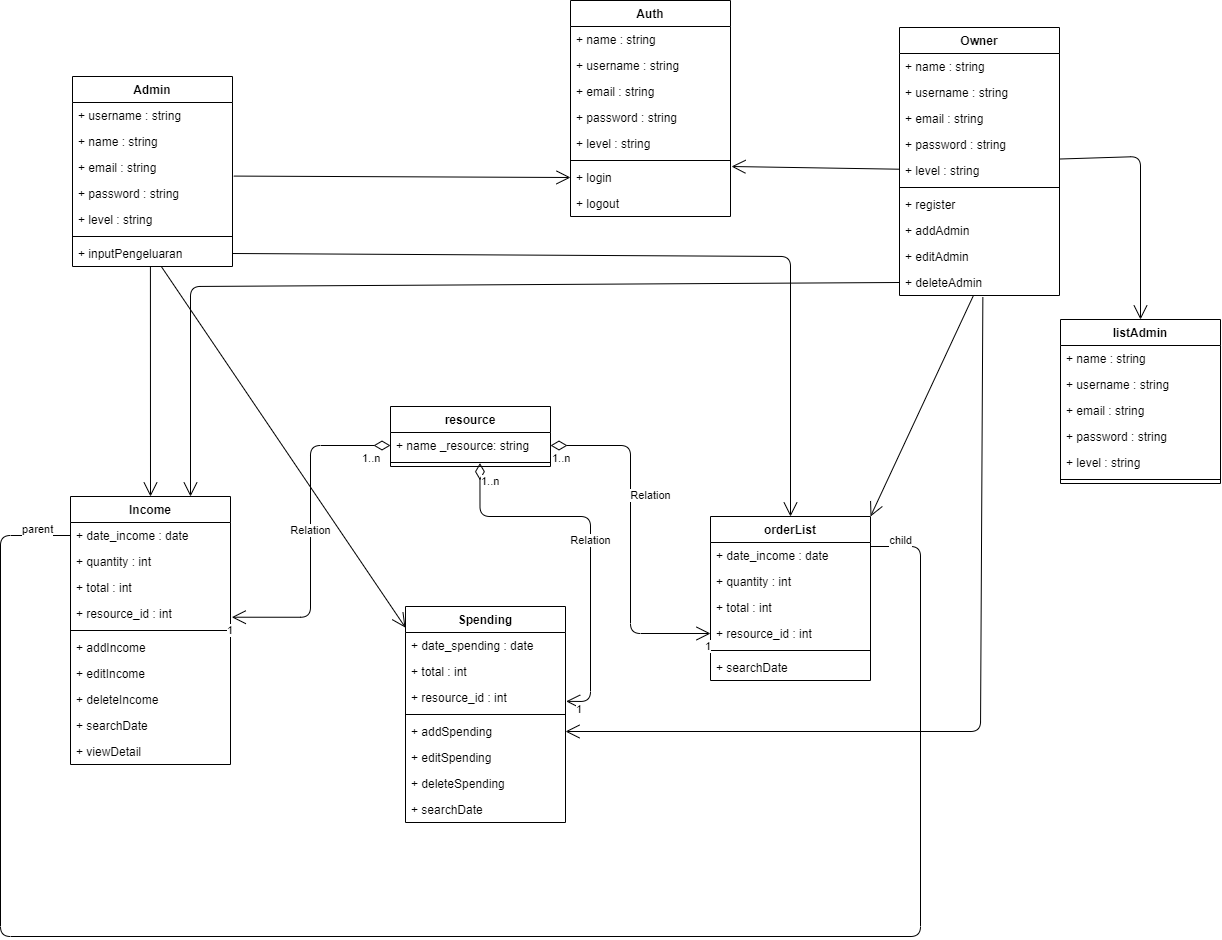 Auth
+ name : string
+ username : string
+ email : string
+ password : string
+ level : string
+ login
+ logout
Owner
+ name : string
+ username : string
+ email : string
+ password : string
+ level : string
+ register
+ addAdmin
+ editAdmin
+ deleteAdmin
Admin
+ username : string
+ name : string
+ email : string
+ password : string
+ level : string
+ inputPengeluaran
listAdmin
+ name : string
+ username : string
+ email : string
+ password : string
+ level : string
resource
+ name _resource: string
1..n
1..n
1..n
Relation
Relation
Relation
parent
Income
+ date_income : date
+ quantity : int
+ total : int
+ resource_id : int
1
+ addIncome
+ editIncome
+ deleteIncome
+ searchDate
+ viewDetail
Spending
+ date_spending : date
+ total : int
+ resource_id : int
1
+ addSpending
+ editSpending
+ deleteSpending
+ searchDate
orderList
child
+ date_income : date
+ quantity : int
+ total : int
+ resource_id : int
1
+ searchDate